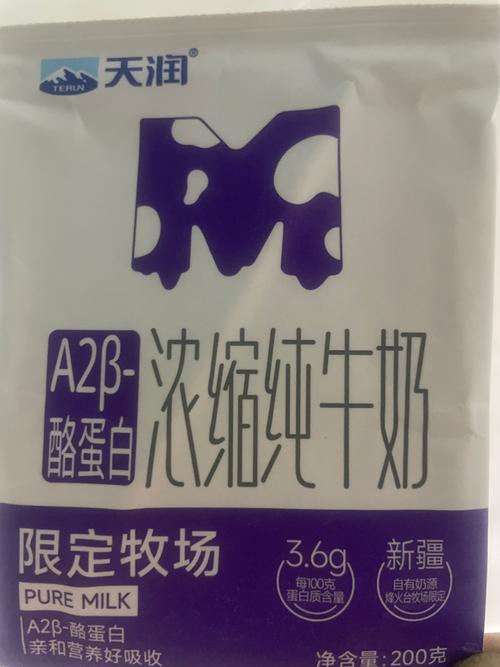 天润®
TERUN
M
A2β-
酪蛋白
浓缩纯牛奶
限定牧场
PURE MILK
A2β-酪蛋白
亲和营养好吸收
3.6g
每100克
蛋白质含量
新疆
自有奶源
烽火台牧场限定
净含量:200克